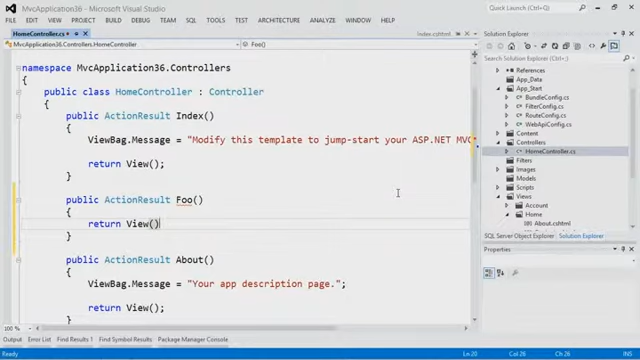 MvcApplication36 - Microsoft Visual Studio
Quick Launch (Ctrl+Q)
FILE EDIT VIEW PROJECT BUILD DEBUG TEAM SQL TOOLS TEST ARCHITECTURE ANALYZE WINDOW HELP
HomeController.cs*
Index.cshtml
MvcApplication36.Controllers.HomeController
Foo()
namespace MvcApplication36.Controllers
{
public class HomeController : Controller
{
public ActionResult Index()
{
ViewBag.Message = "Modify this template to jump-start your ASP.NET MVC
return View();
}
public ActionResult Foo()
{
return View()
}
public ActionResult About()
{
ViewBag.Message = "Your app description page.";
return View();
100 %
Solution Explorer
Search Solution Explorer (Ctrl+;)
References
App_Data
App_Start
BundleConfig.cs
FilterConfig.cs
RouteConfig.cs
WebApiConfig.cs
Content
Controllers
HomeController.cs
Filters
Images
Models
Scripts
Views
Account
Home
About.cshtml
SQL Server Object Explorer Solution Explorer
Properties
Output Find Results 1 Find Symbol Results Package Manager Console
Ready
Ln 20
Col 26
Ch 26
INS